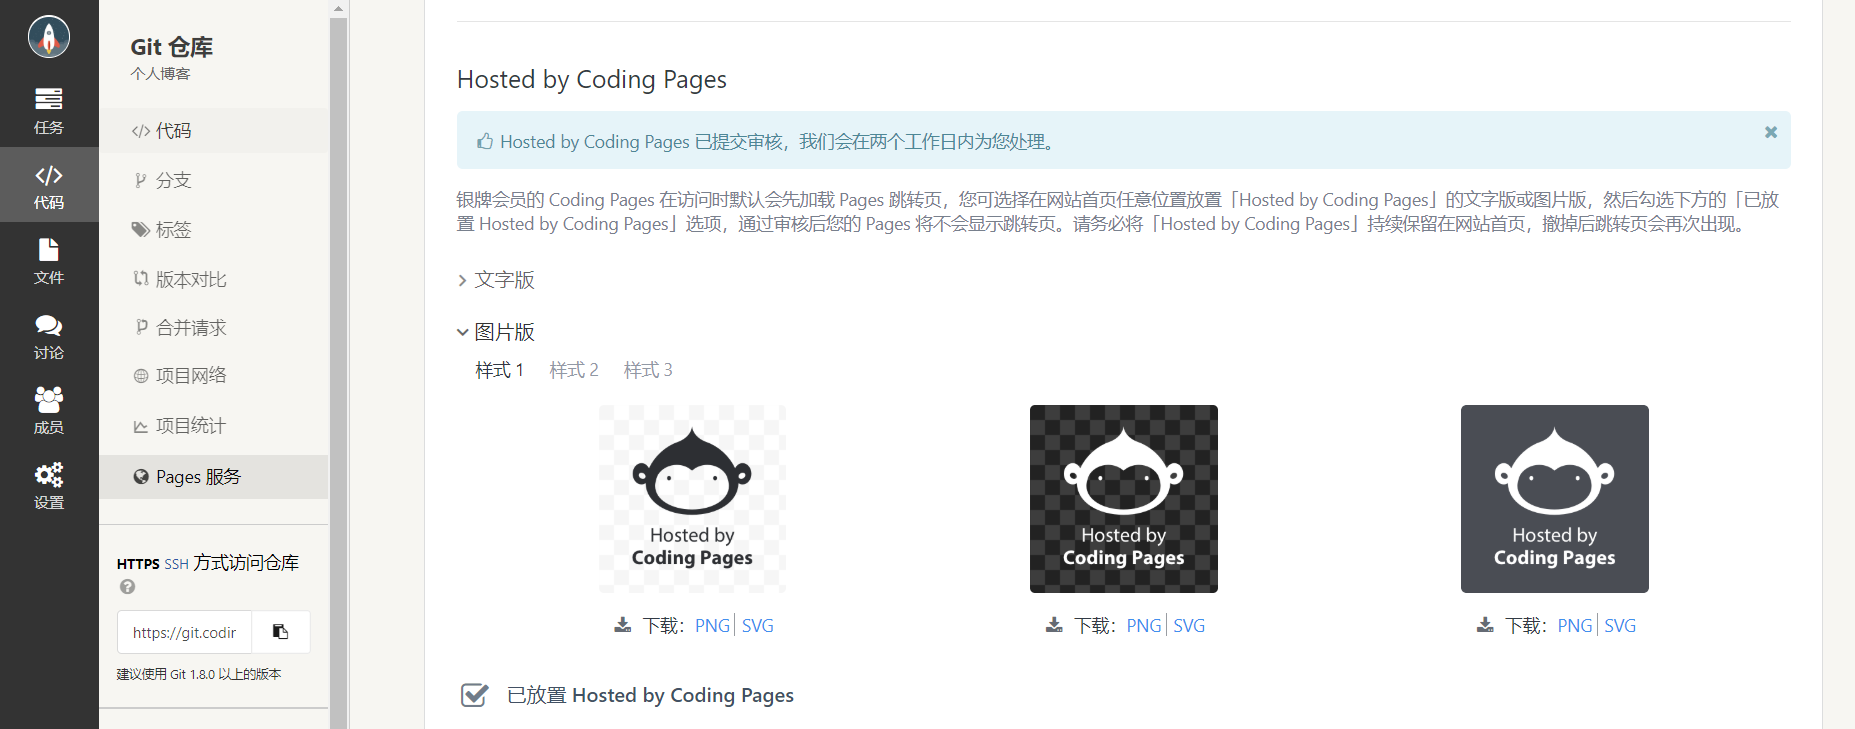 任务
代码
文件
讨论
成员
设置
Git 仓库
个人博客
代码
分支
标签
版本对比
合并请求
项目网络
项目统计
Pages 服务
HTTPS SSH 方式访问仓库
https://git.codir
建议使用 Git 1.8.0 以上的版本
Hosted by Coding Pages
Hosted by Coding Pages 已提交审核，我们会在两个工作日内为您处理。
银牌会员的 Coding Pages 在访问时默认会先加载 Pages 跳转页，您可选择在网站首页任意位置放置「Hosted by Coding Pages」的文字版或图片版，然后勾选下方的「已放
置 Hosted by Coding Pages」选项，通过审核后您的 Pages 将不会显示跳转页。请务必将「Hosted by Coding Pages」持续保留在网站首页，撤掉后跳转页会再次出现。
文字版
图片版
样式 1 样式 2 样式 3
Hosted by
Coding Pages
下载：PNG SVG
Hosted by
Coding Pages
下载：PNG SVG
Hosted by
Coding Pages
下载：PNG SVG
已放置 Hosted by Coding Pages